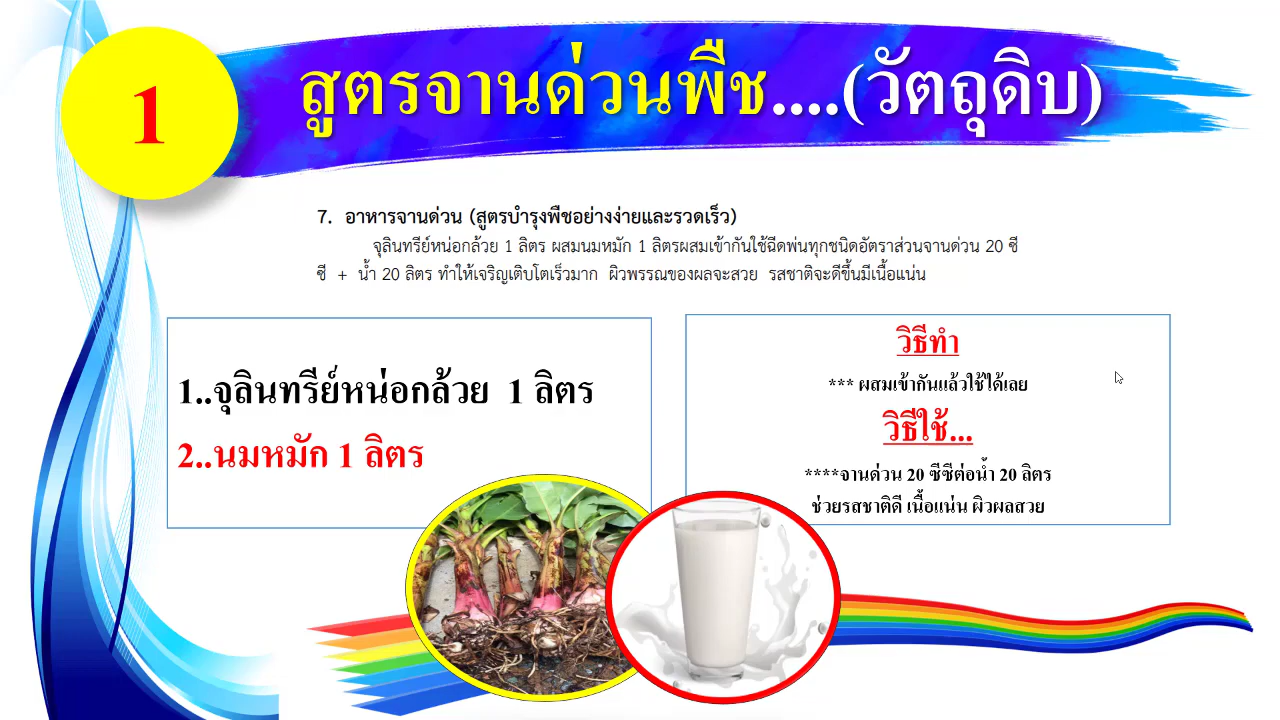 1
สูตรจานด่วนพืช....(วัตถุดิบ)
7. อาหารจานด่วน (สูตรบำรุงพืชอย่างง่ายและรวดเร็ว)
จุลินทรีย์หน่อกล้วย 1 ลิตร ผสมนมหมัก 1 ลิตรผสมเข้ากันใช้ฉีดพ่นทุกชนิดอัตราส่วนจานด่วน 20 ซี
ซี + น้ำ 20 ลิตร ทำให้เจริญเติบโตเร็วมาก ผิวพรรณของผลจะสวย รสชาติจะดีขึ้นมีเนื้อแน่น
1..จุลินทรีย์หน่อกล้วย 1 ลิตร
2..นมหมัก 1 ลิตร
วิธีทำ
*** ผสมเข้ากันแล้วใช้ได้เลย
วิธีใช้...
****จานด่วน 20 ซีซีต่อน้ำ 20 ลิตร
ช่วยรสชาติดี เนื้อแน่น ผิวผลสวย